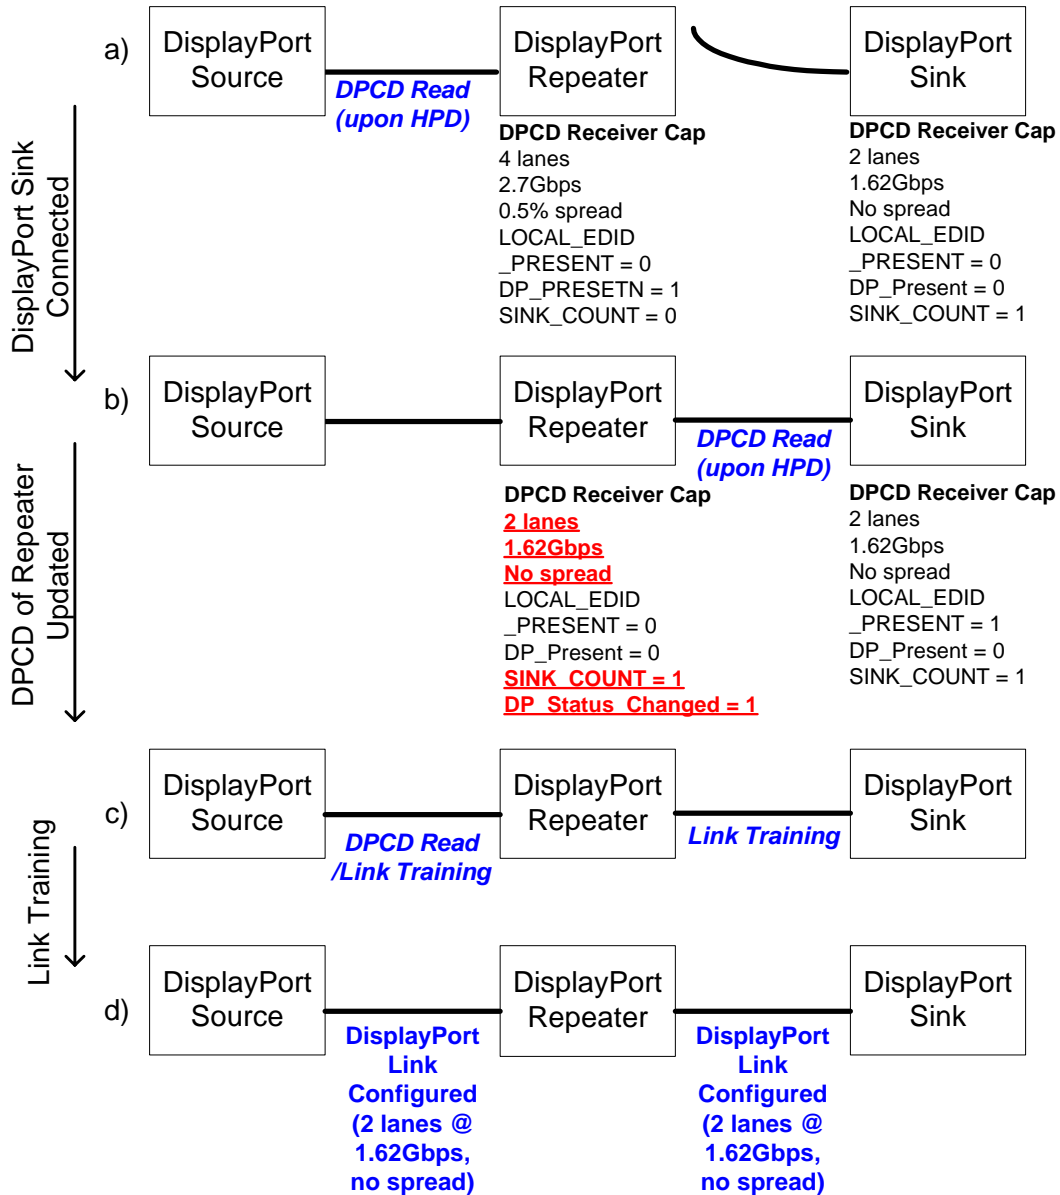 a)
DisplayPort
Source
DPCD Read
(upon HPD)
DisplayPort
Repeater
DisplayPort
Sink
DPCD Receiver Cap
4 lanes
2.7Gbps
0.5% spread
LOCAL_EDID
_PRESENT = 0
DP_PRESETN = 1
SINK_COUNT = 0
DPCD Receiver Cap
2 lanes
1.62Gbps
No spread
LOCAL_EDID
_PRESENT = 0
DP_Present = 0
SINK_COUNT = 1
DisplayPort Sink
Connected
b)
DisplayPort
Source
DisplayPort
Repeater
DPCD Read
(upon HPD)
DisplayPort
Sink
DPCD Receiver Cap
2 lanes
1.62Gbps
No spread
LOCAL_EDID
_PRESENT = 0
DP_Present = 0
SINK_COUNT = 1
DP_Status_Changed = 1
DPCD Receiver Cap
2 lanes
1.62Gbps
No spread
LOCAL_EDID
_PRESENT = 1
DP_Present = 0
SINK_COUNT = 1
DPCD of Repeater
Updated
c)
DisplayPort
Source
DPCD Read
/Link Training
DisplayPort
Repeater
Link Training
DisplayPort
Sink
Link Training
d)
DisplayPort
Source
DisplayPort
Link
Configured
(2 lanes @
1.62Gbps,
no spread)
DisplayPort
Repeater
DisplayPort
Link
Configured
(2 lanes @
1.62Gbps,
no spread)
DisplayPort
Sink